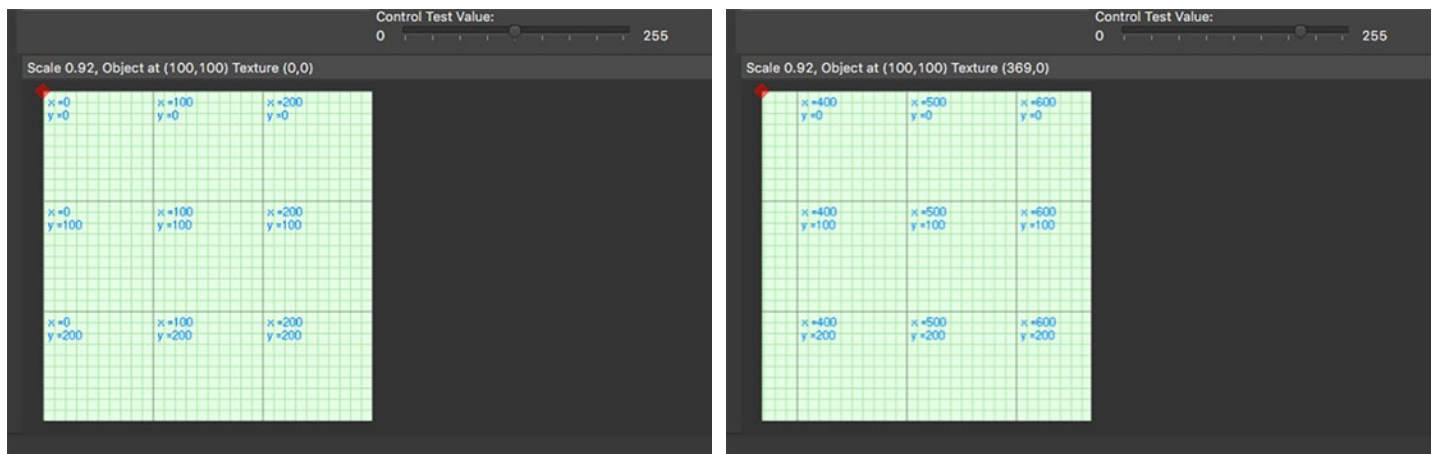 Control Test Value:
0 255
Scale 0.92, Object at (100,100) Texture (0,0)
x =0 x =100 x =200
y =0 y =0 y =0
x =0 x =100 x =200
y =100 y =100 y =100
x =0 x =100 x =200
y =200 y =200 y =200
Control Test Value:
0 255
Scale 0.92, Object at (100,100) Texture (369,0)
x =400 x =500 x =600
y =0 y =0 y =0
x =400 x =500 x =600
y =100 y =100 y =100
x =400 x =500 x =600
y =200 y =200 y =200